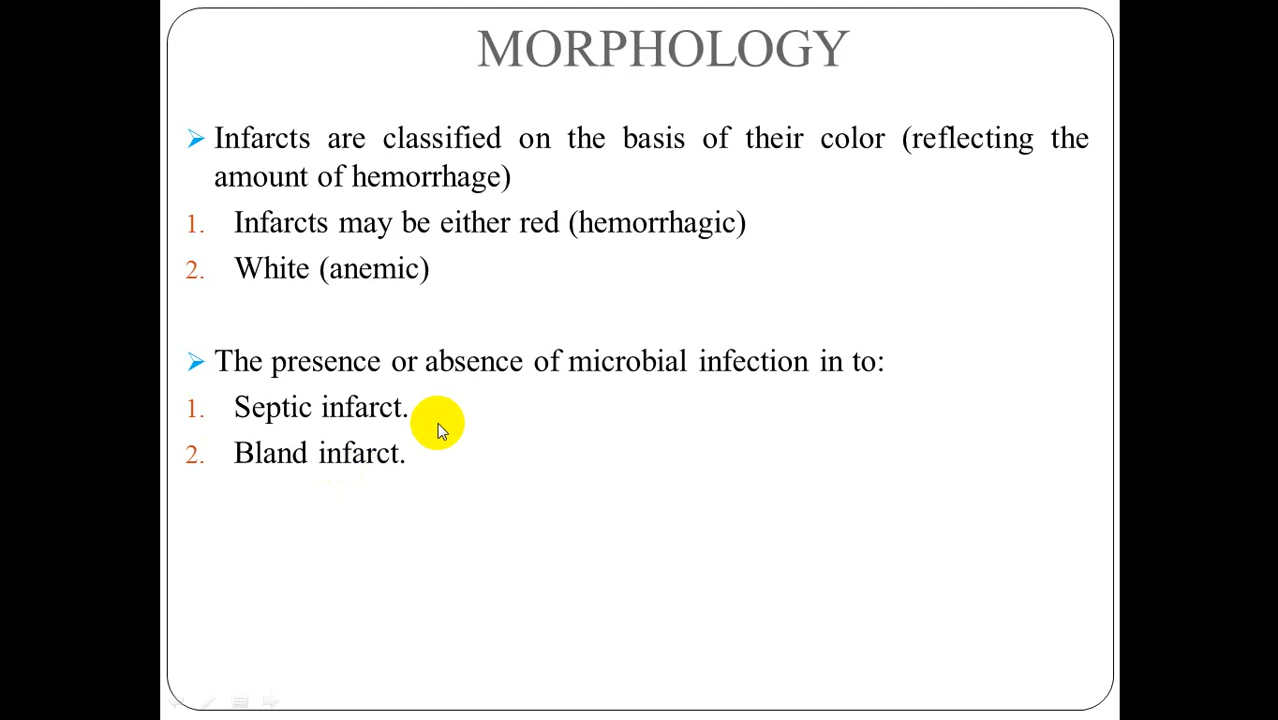 MORPHOLOGY
➢ Infarcts are classified on the basis of their color (reflecting the
amount of hemorrhage)
1. Infarcts may be either red (hemorrhagic)
2. White (anemic)
➢ The presence or absence of microbial infection in to:
1. Septic infarct.
2. Bland infarct.